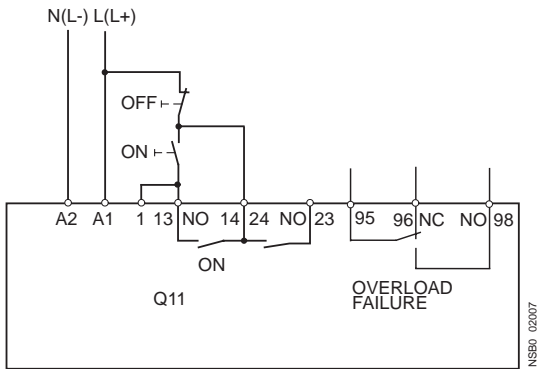 N(L-) L(L+)
OFF
ON
A2 A1 1 13 NO 14 24 NO 23 95 96 NC NO 98
ON
Q11
OVERLOAD
FAILURE
NSB0 02007